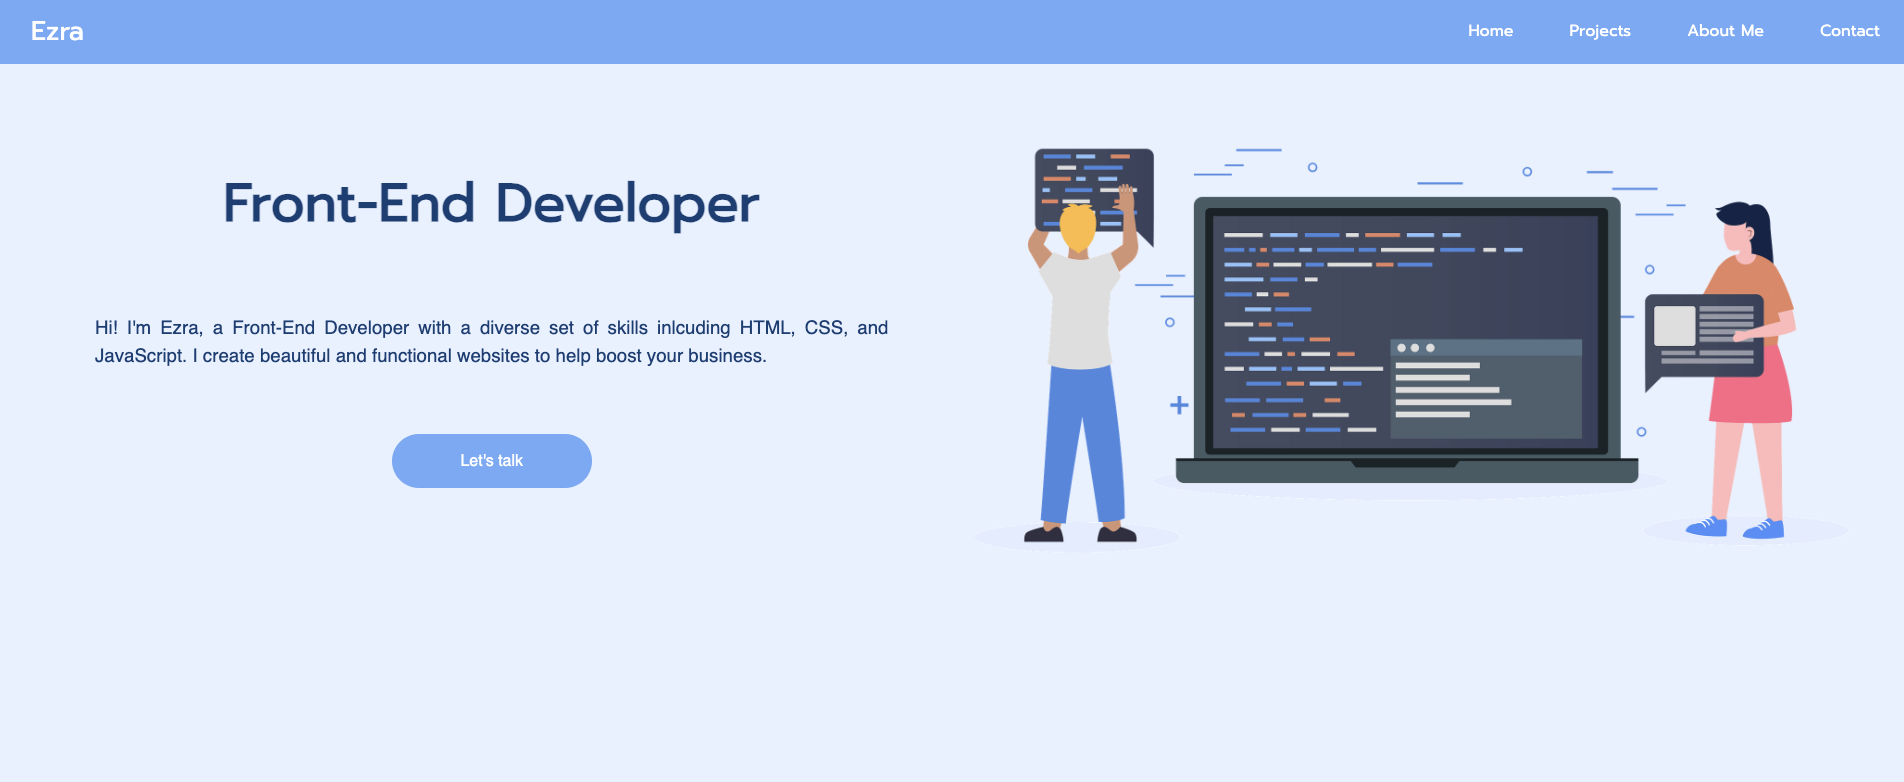 Ezra
Home Projects About Me Contact
Front-End Developer
Hi! I'm Ezra, a Front-End Developer with a diverse set of skills inlcuding HTML, CSS, and
JavaScript. I create beautiful and functional websites to help boost your business.
Let's talk